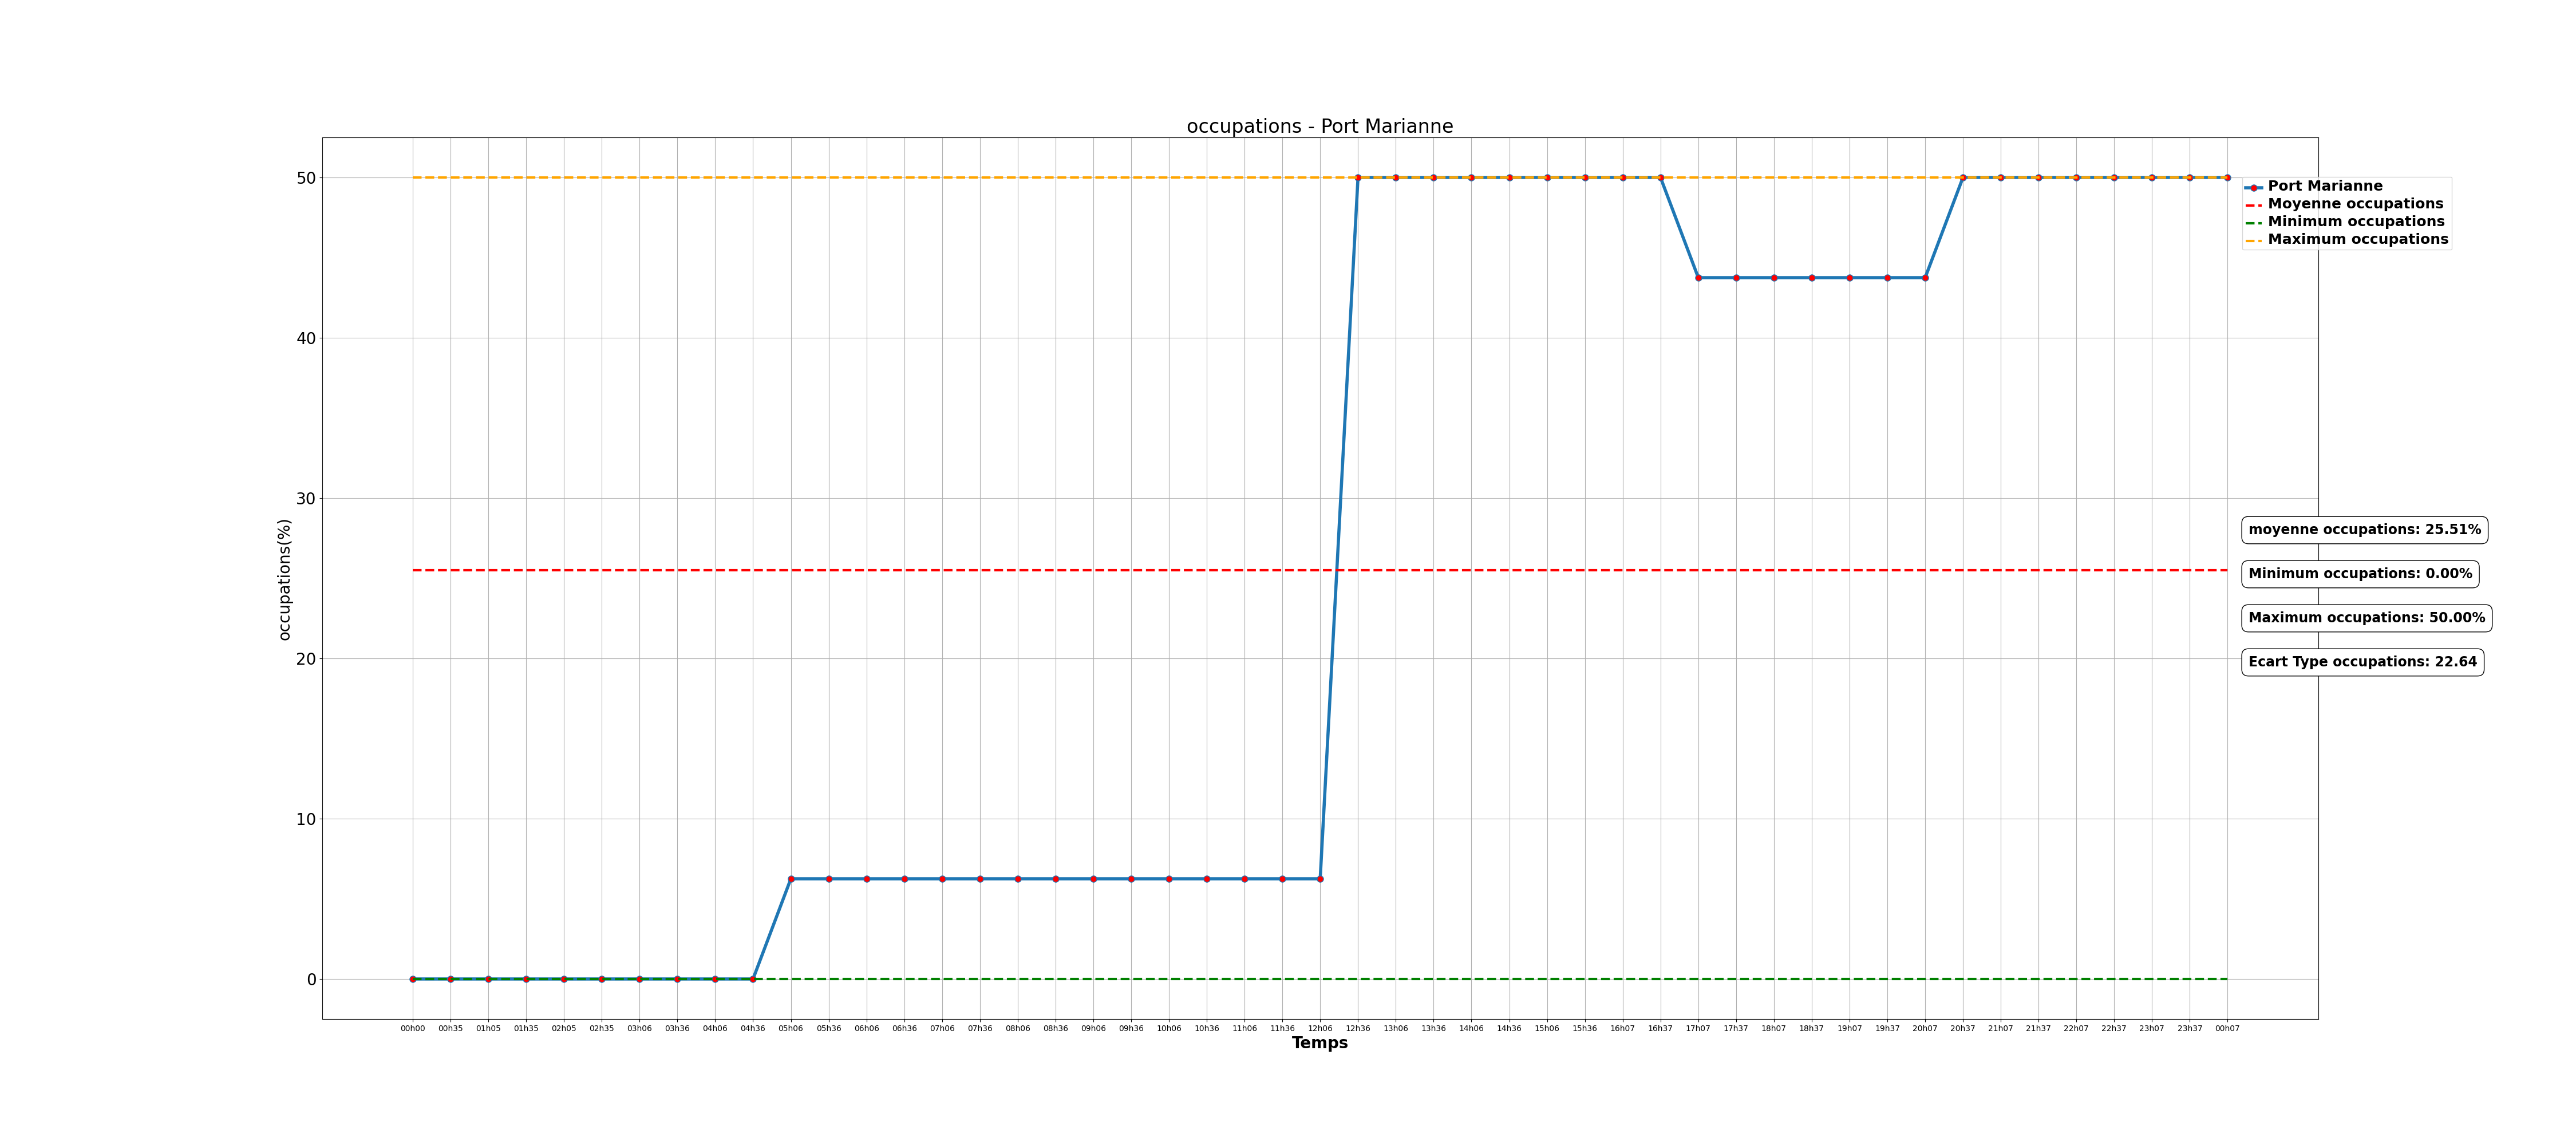 occupations - Port Marianne
50
40
30
20
10
0
occupations(%)
Port Marianne
Moyenne occupations
Minimum occupations
Maximum occupations
moyenne occupations: 25.51%
Minimum occupations: 0.00%
Maximum occupations: 50.00%
Ecart Type occupations: 22.64
00h00 00h35 01h05 01h35 02h05 02h35 03h06 03h36 04h06 04h36 05h06 05h36 06h06 06h36 07h06 07h36 08h06 08h36 09h06 09h36 10h06 10h36 11h06 11h36 12h06 12h36 13h06 13h36 14h06 14h36 15h06 15h36 16h07 16h37 17h07 17h37 18h07 18h37 19h07 19h37 20h07 20h37 21h07 21h37 22h07 22h37 23h07 23h37 00h07
Temps